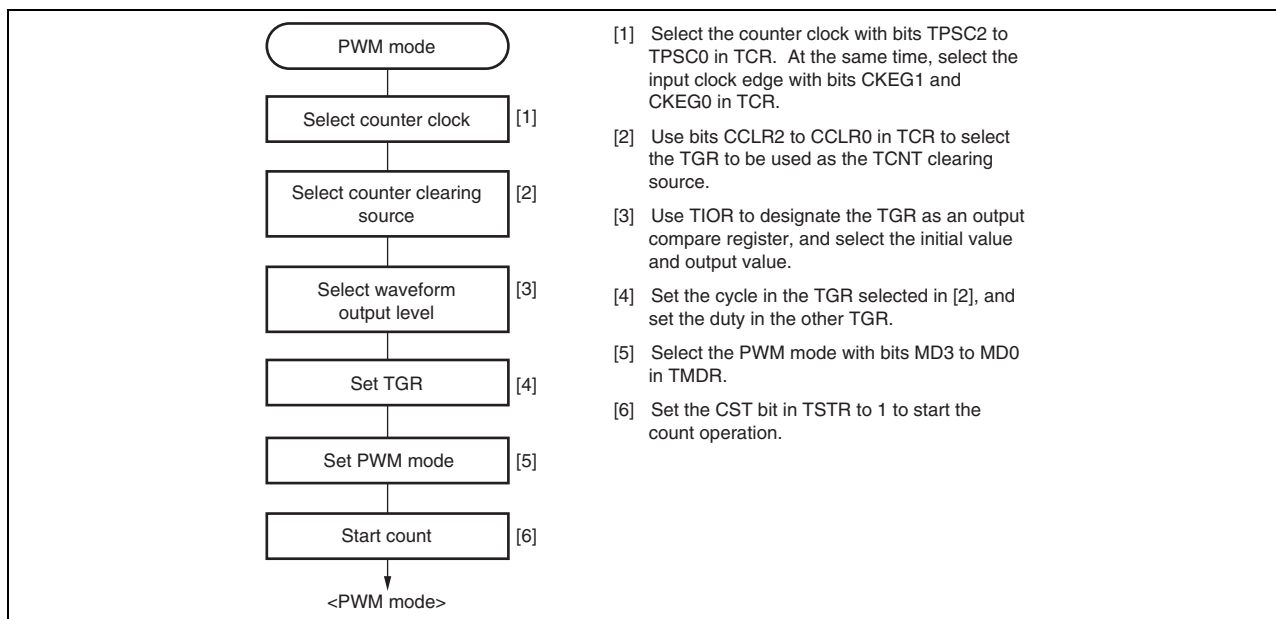 PWM mode
Select counter clock
[1]
Select counter clearing
source
[2]
Select waveform
output level
[3]
Set TGR
[4]
Set PWM mode
[5]
Start count
[6]
<PWM mode>
[1] Select the counter clock with bits TPSC2 to
TPSC0 in TCR. At the same time, select the
input clock edge with bits CKEG1 and
CKEG0 in TCR.
[2] Use bits CCLR2 to CCLR0 in TCR to select
the TGR to be used as the TCNT clearing
source.
[3] Use TIOR to designate the TGR as an output
compare register, and select the initial value
and output value.
[4] Set the cycle in the TGR selected in [2], and
set the duty in the other TGR.
[5] Select the PWM mode with bits MD3 to MD0
in TMDR.
[6] Set the CST bit in TSTR to 1 to start the
count operation.